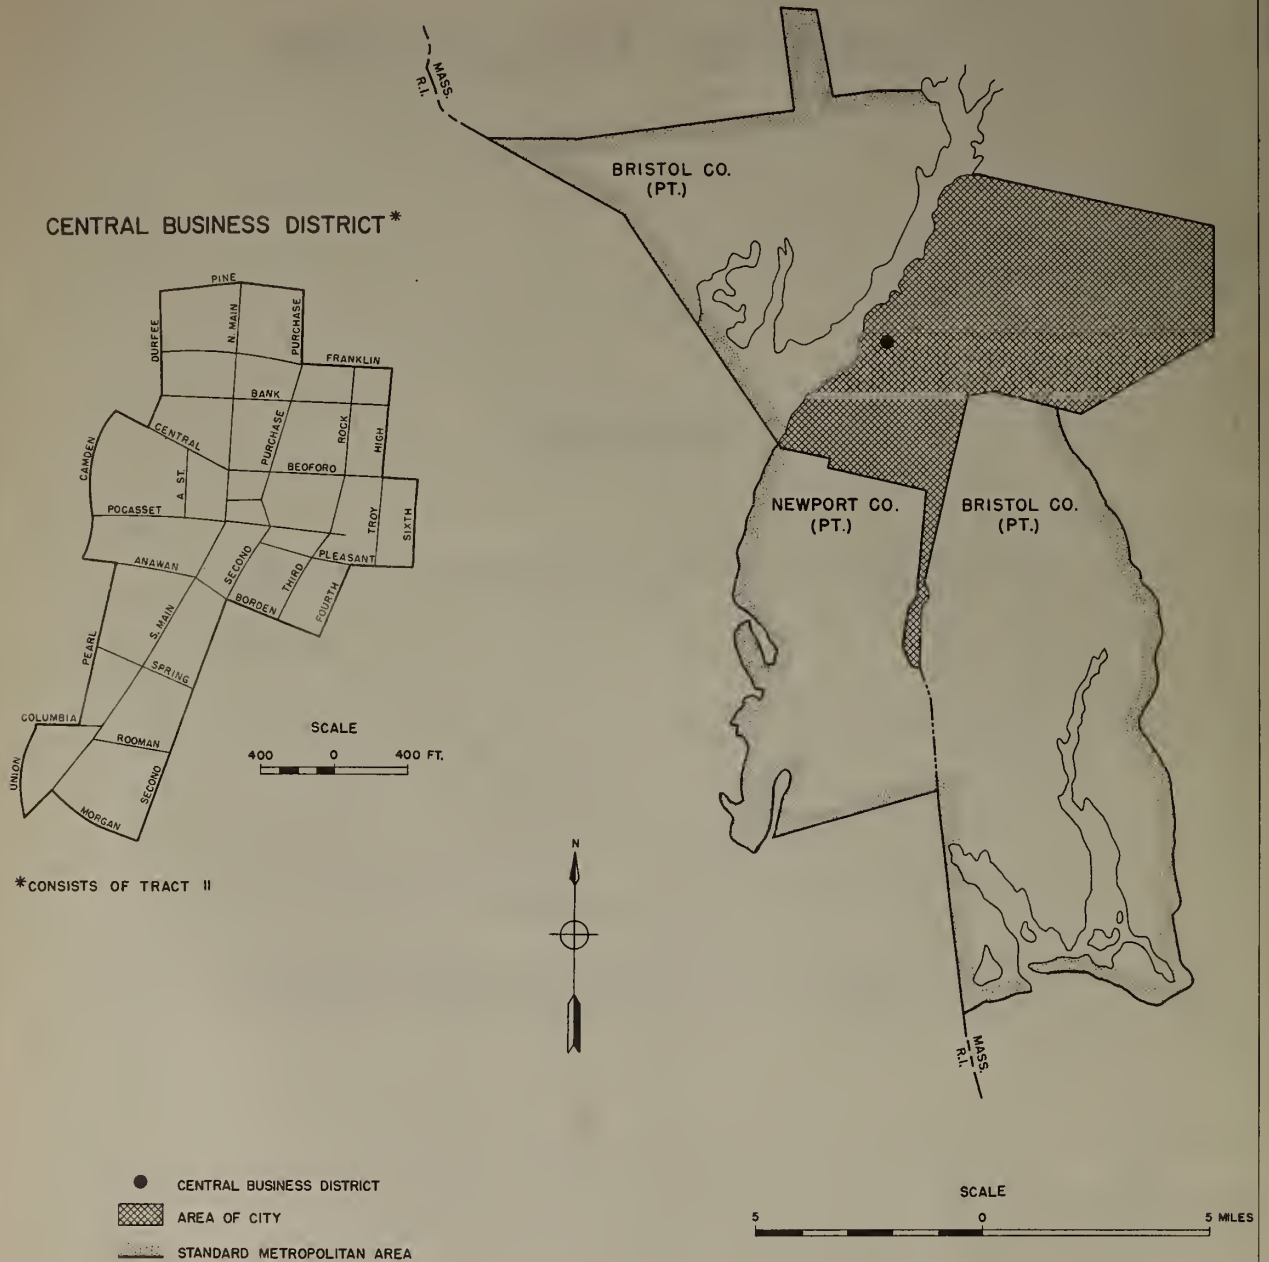 MASS.
R.I.
BRISTOL CO.
(PT.)
CENTRAL BUSINESS DISTRICT*
PINE
DURFEE
N. MAIN
PURCHASE
FRANKLIN
BANK
CAMDEN
CENTRAL
PURCHASE
ROCK
HIGH
A ST.
BEOFORO
POCASSET
TROY
SIXTH
ANAWAN
SECOND
THIRD
PLEASANT
BORDEN
FOURTH
S. MAIN
PEARL
SPRING
COLUMBIA
ROOMAN
UNION
SECOND
MORGAN
SCALE
400 0 400 FT.
*CONSISTS OF TRACT 11
NEWPORT CO.
(PT.)
BRISTOL CO.
(PT.)
N
MASS.
R.I.
CENTRAL BUSINESS DISTRICT
AREA OF CITY
STANDARD METROPOLITAN AREA
SCALE
5 0 5 MILES